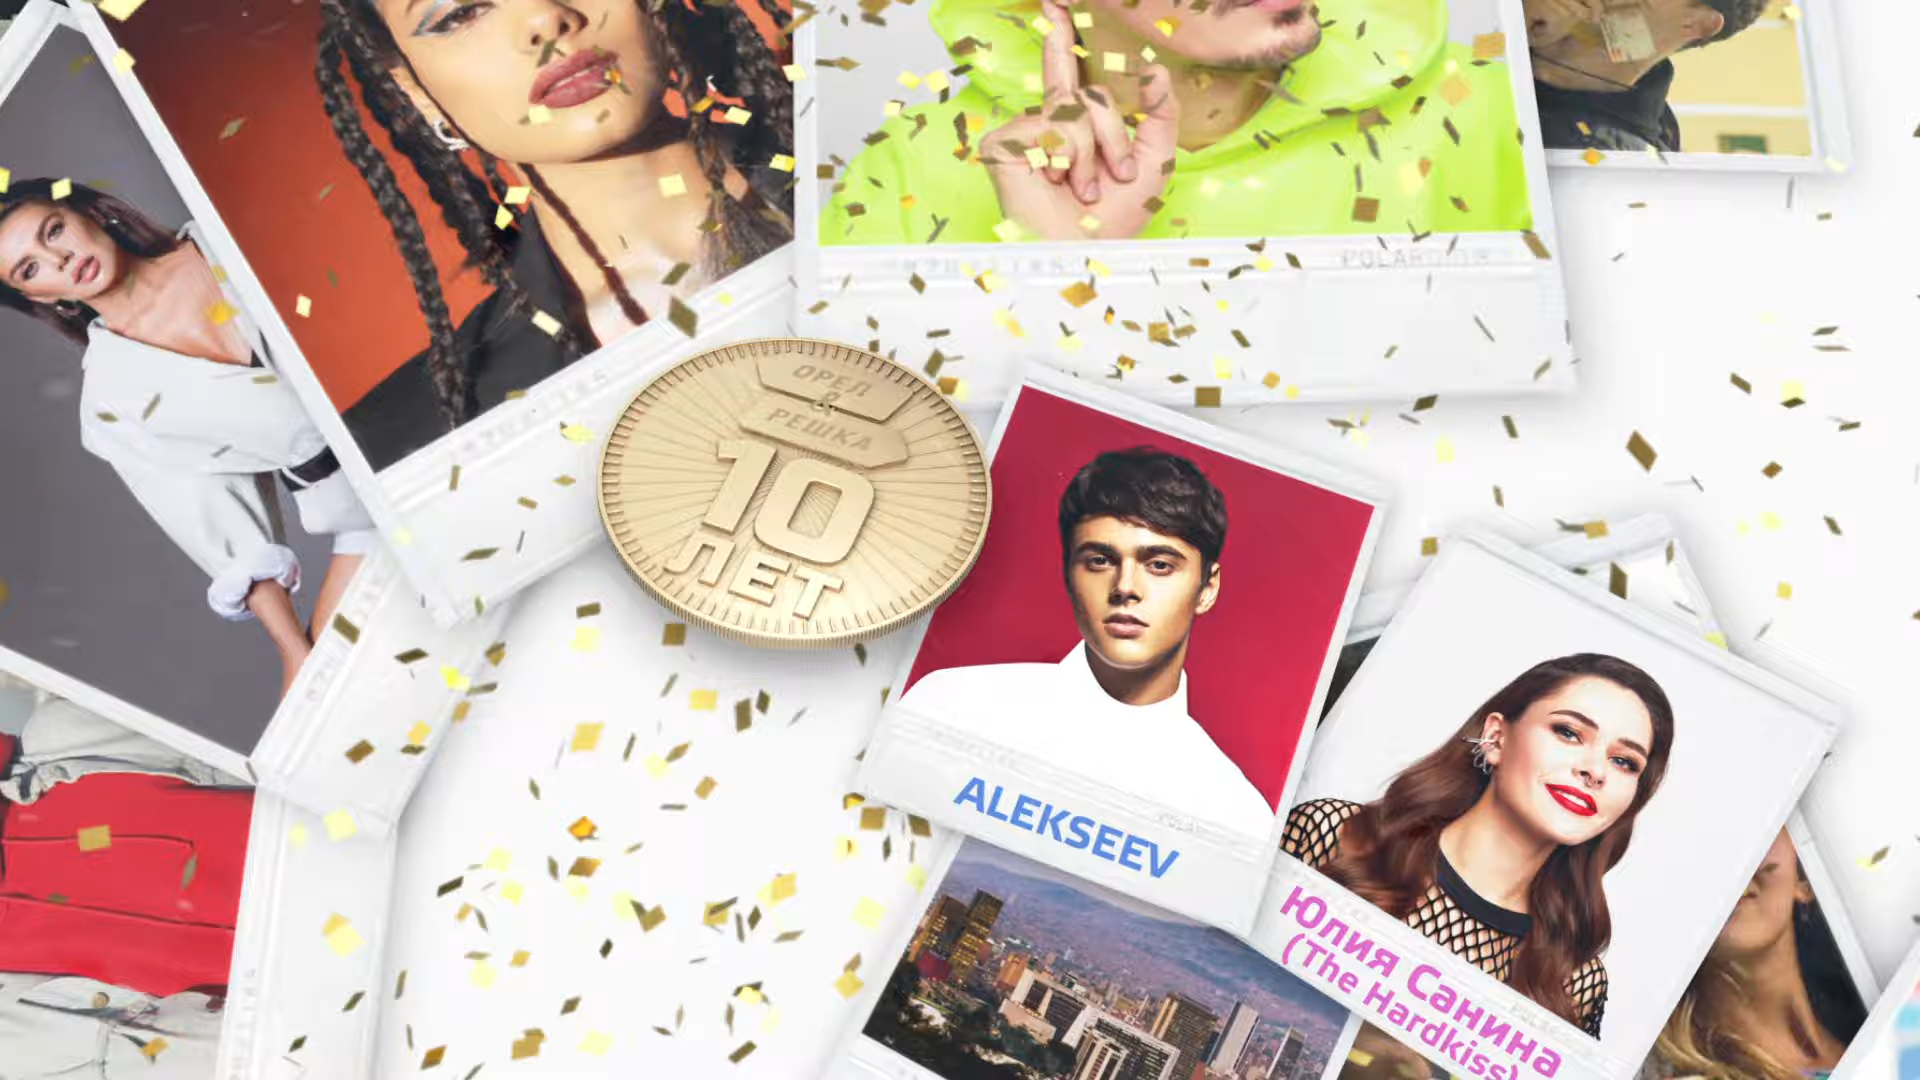 ОРЕЛ
&
РЕШКА
10
ЛЕТ
ALEKSEEV
Юлия Санина
(The Hardkiss)